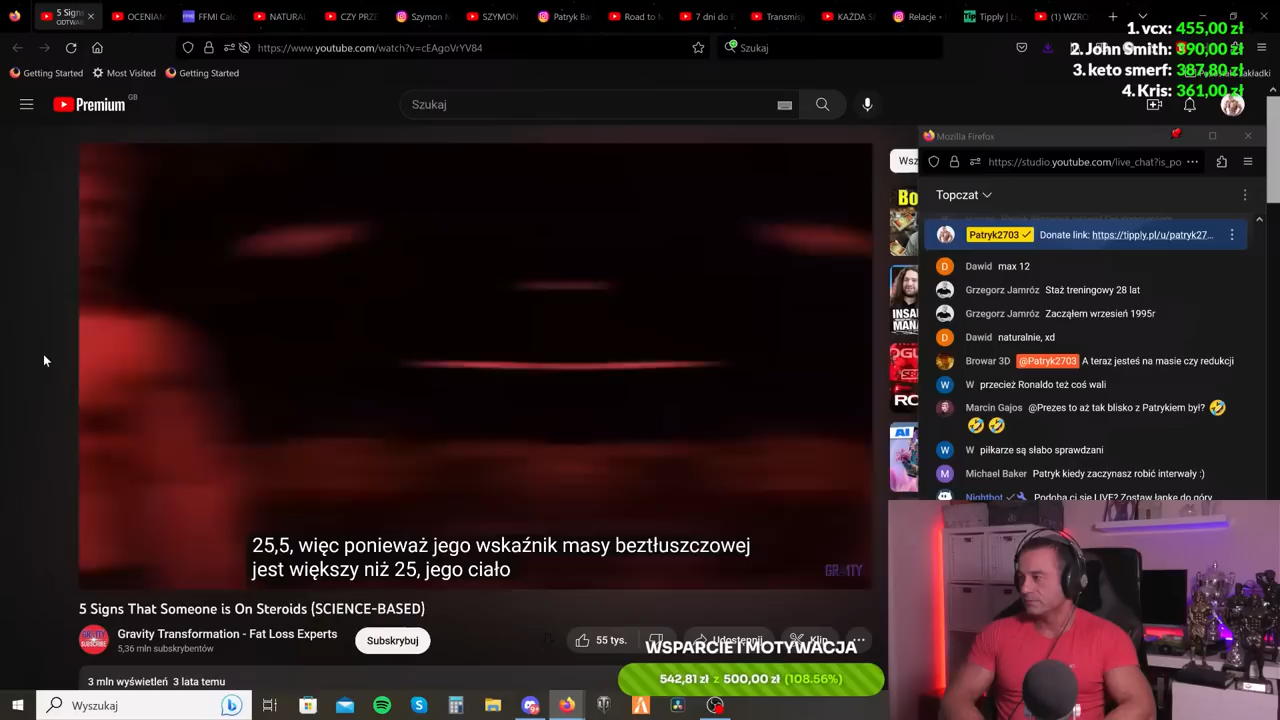 5 Signs
ODTWAR
OCENIAM
FFMI Calc
NATURAL
CZY PRZE
Szymon M
SZYMON
Patryk Ba
Road to M
7 dni do E
Transmisj
KAŻDA S
Relacje •
Tipply | Li
(1) WZRO
1. vcx: 455,00 zł
2. John Smith: 390,00 zł
3. keto smerf: 387,80 zł
4. Kris: 361,00 zł
https://www.youtube.com/watch?v=cEAgoVrYV84
Szukaj
Getting Started
Most Visited
Getting Started
zakładki
Premium GB
Szukaj
Mozilla Firefox
https://studio.youtube.com/live_chat?is_po
Topczat
Patryk2703 Donate link: https://tipply.pl/u/patryk27...
Dawid max 12
Grzegorz Jamróz Staż treningowy 28 lat
Grzegorz Jamróz Zacząłem wrzesień 1995r
Dawid naturalnie, xd
Browar 3D @Patryk2703 A teraz jesteś na masie czy redukcji
W przecież Ronaldo też coś wali
Marcin Gajos @Prezes to aż tak blisko z Patrykiem był?
W piłkarze są słabo sprawdzani
Michael Baker Patryk kiedy zaczynasz robić interwały :)
Nightbot Podoba ci się LIVE? Zostaw łapkę do góry
Wsz
BO
INSA
MAN
RO
AI
25,5, więc ponieważ jego wskaźnik masy beztłuszczowej
jest większy niż 25, jego ciało
GRAVITY
5 Signs That Someone is On Steroids (SCIENCE-BASED)
Gravity Transformation - Fat Loss Experts
5,36 mln subskrybentów
Subskrybuj
55 tys.
Udostępnij
Klip
WSPARCIE I MOTYWACJA
542,81 zł z 500,00 zł (108.56%)
3 mln wyświetleń 3 lata temu
Wyszukaj